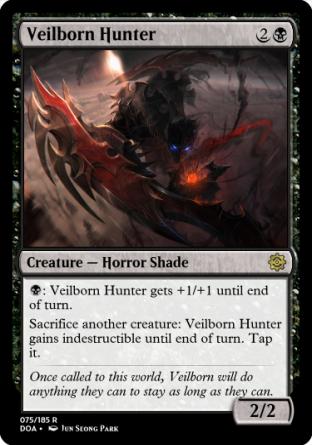 Veilborn Hunter 2
Creature — Horror Shade
: Veilborn Hunter gets +1/+1 until end
of turn.
Sacrifice another creature: Veilborn Hunter
gains indestructible until end of turn. Tap
it.
Once called to this world, Veilborn will do
anything they can to stay as long as they can.
2/2
075/185 R
DOA • Jun Seong Park